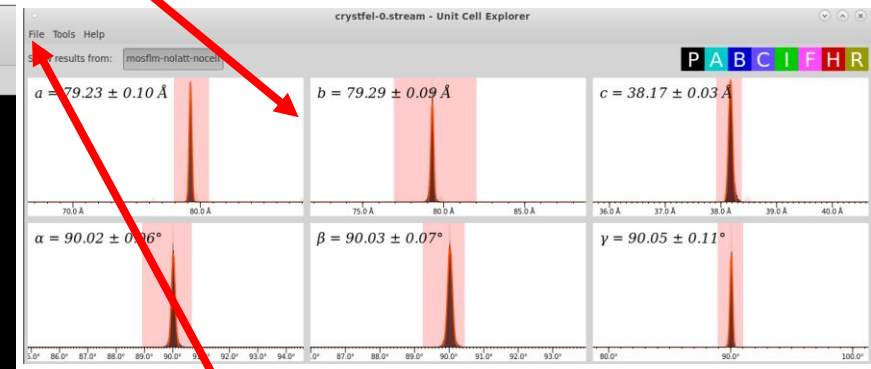 crystfel-0.stream - Unit Cell Explorer
File Tools Help
results from: mosflm-nolatt-nocell
P A B C I F H R
a = 79.23 ± 0.10 Å
b = 79.29 ± 0.09 Å
c = 38.17 ± 0.03 Å
70.0 Å 80.0 Å
75.0 Å 80.0 Å 85.0 Å
36.0 Å 37.0 Å 38.0 Å 39.0 Å 40.0 Å
α = 90.02 ± 0.06°
β = 90.03 ± 0.07°
γ = 90.05 ± 0.11°
5.0° 86.0° 87.0° 88.0° 89.0° 90.0° 91.0° 92.0° 93.0° 94.0°
.0° 87.0° 88.0° 89.0° 90.0° 91.0° 92.0° 93.0°
80.0° 90.0° 100.0°